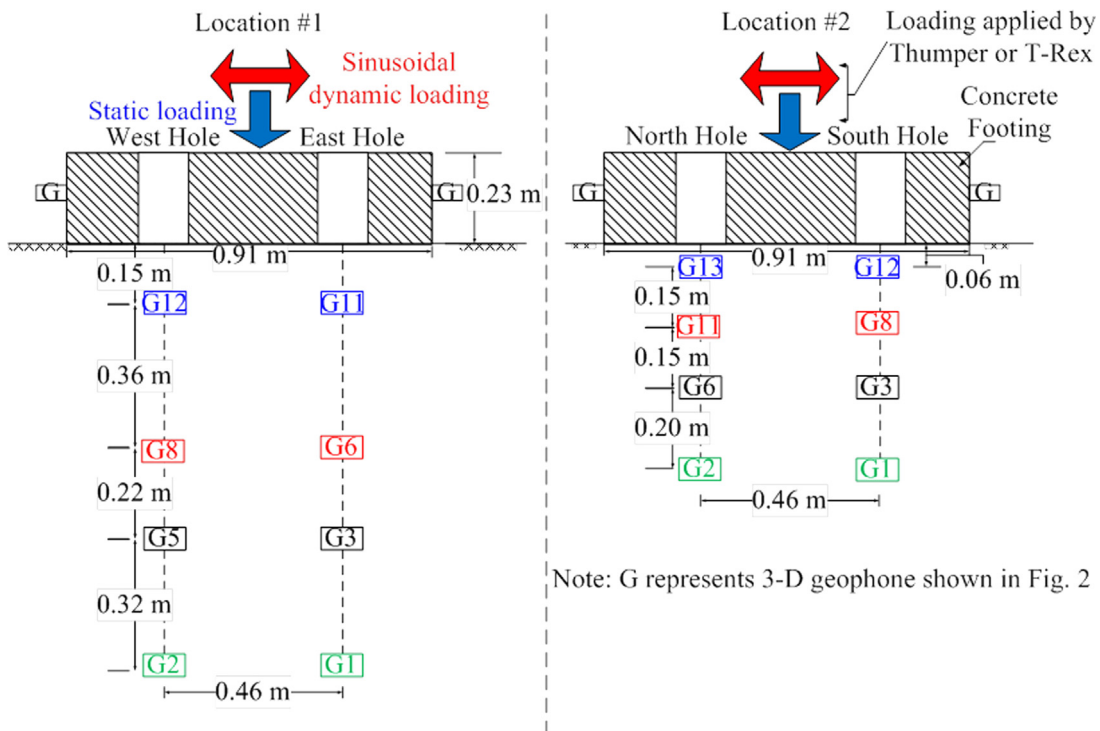 Location #1
Sinusoidal
dynamic loading
Static loading
West Hole
East Hole
G
G
0.23 m
0.91 m
0.15 m
G12
G11
0.36 m
G8
G6
0.22 m
G5
G3
0.32 m
G2
G1
0.46 m
Location #2
Loading applied by
Thumper or T-Rex
Concrete
Footing
North Hole
South Hole
G
G
0.91 m
0.06 m
G13
G12
0.15 m
G11
G8
0.15 m
G6
G3
0.20 m
G2
G1
0.46 m
Note: G represents 3-D geophone shown in Fig. 2